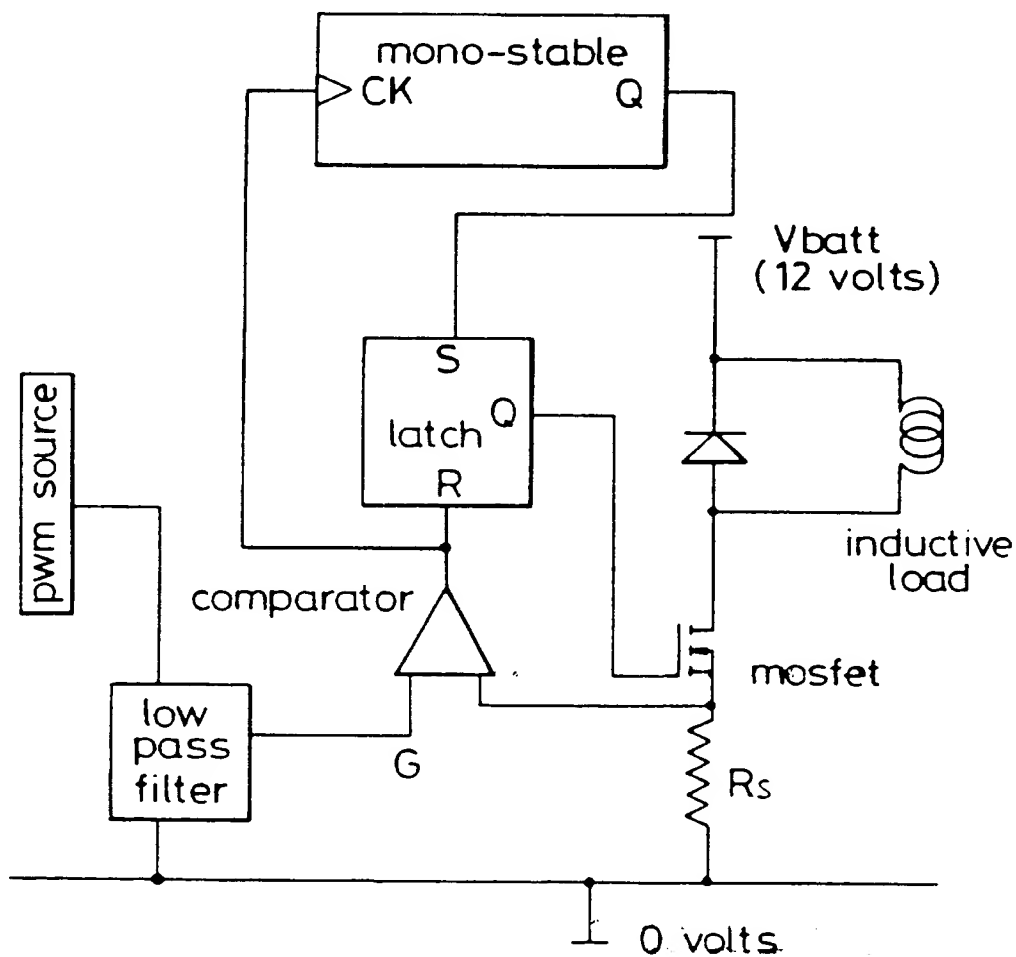 mono-stable
CK
Q
Vbatt
(12 volts)
S
Q
latch
R
pwm source
inductive
load
comparator
mosfet
low
pass
filter
G
Rs
0 volts